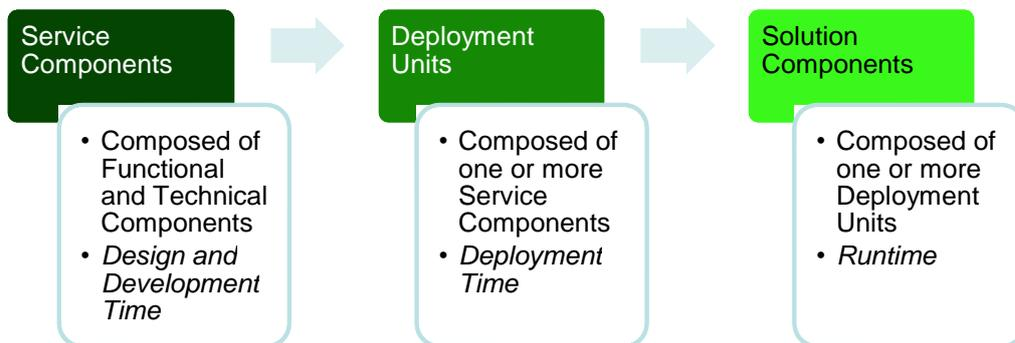 Service
Components
• Composed of
Functional
and Technical
Components
• Design and
Development
Time
Deployment
Units
• Composed of
one or more
Service
Components
• Deployment
Time
Solution
Components
• Composed of
one or more
Deployment
Units
• Runtime